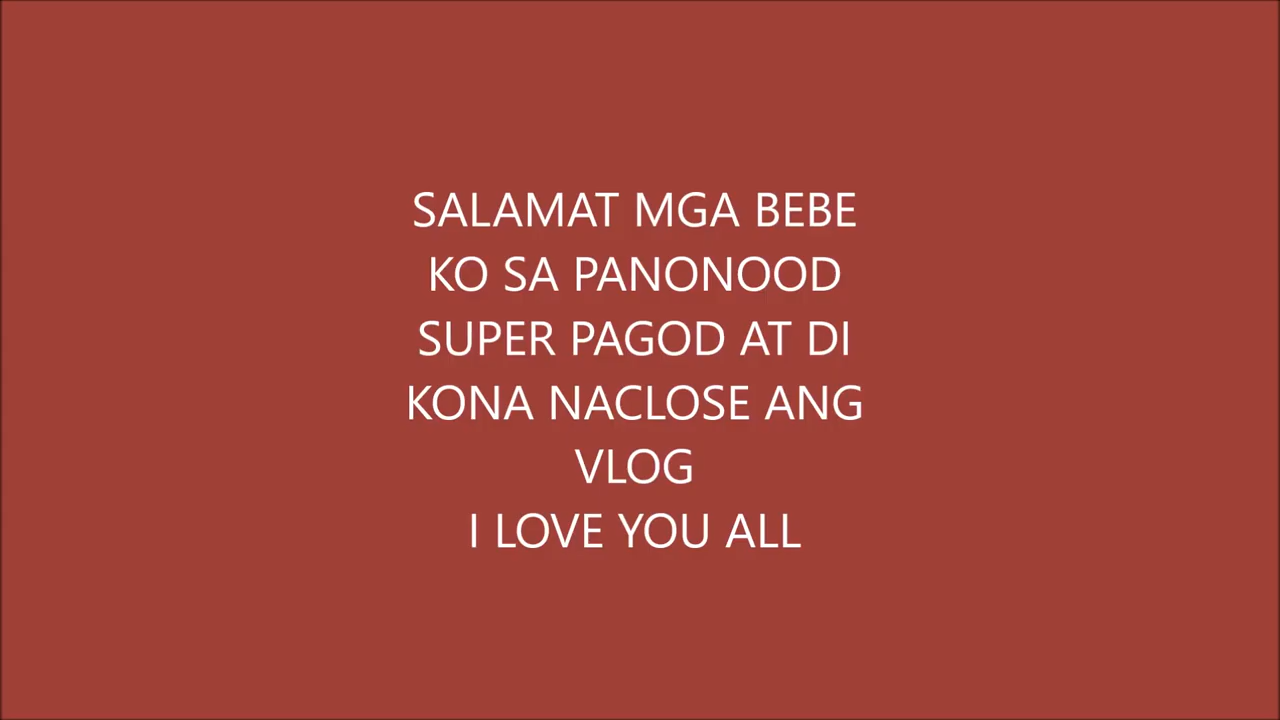 SALAMAT MGA BEBE
KO SA PANONOOD
SUPER PAGOD AT DI
KONA NACLOSE ANG
VLOG
I LOVE YOU ALL